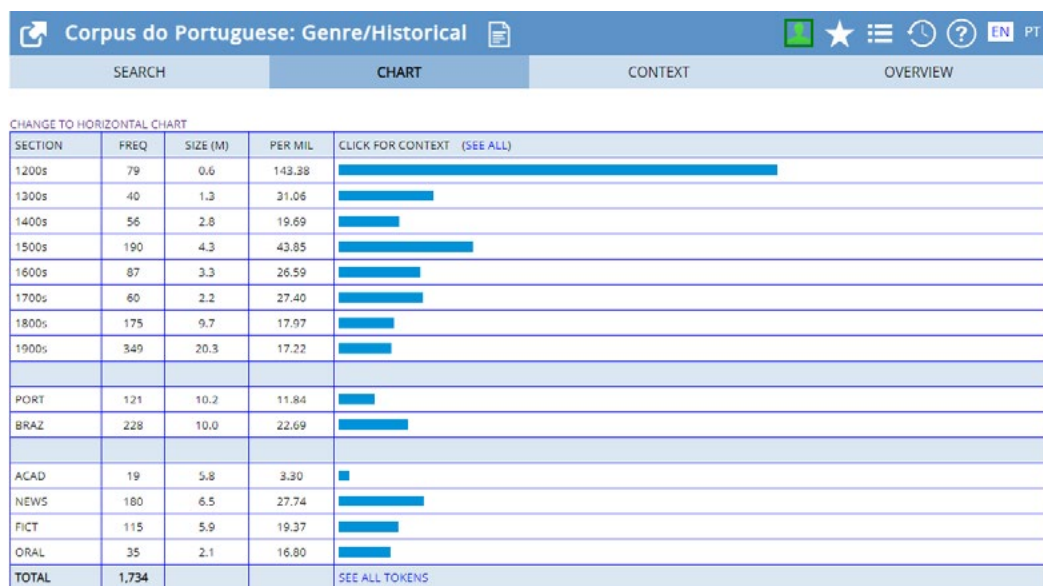 Corpus do Portuguese: Genre/Historical EN PT
SEARCH CHART CONTEXT OVERVIEW
CHANGE TO HORIZONTAL CHART
SECTION FREQ SIZE (M) PER MIL CLICK FOR CONTEXT (SEE ALL)
1200s 79 0.6 143.38
1300s 40 1.3 31.06
1400s 56 2.8 19.69
1500s 190 4.3 43.85
1600s 87 3.3 26.59
1700s 60 2.2 27.40
1800s 175 9.7 17.97
1900s 349 20.3 17.22
PORT 121 10.2 11.84
BRAZ 228 10.0 22.69
ACAD 19 5.8 3.30
NEWS 180 6.5 27.74
FICT 115 5.9 19.37
ORAL 35 2.1 16.80
TOTAL 1,734 SEE ALL TOKENS